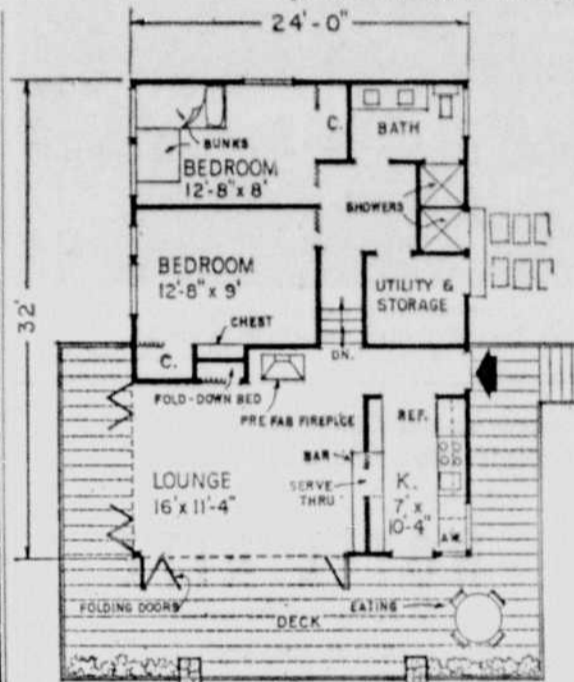 24'-0"
C.
BATH
BUNKS
BEDROOM
12'-8" x 8'
SHOWERS
BEDROOM
12'-8" x 9'
UTILITY &
STORAGE
32'
CHEST
C.
DN.
FOLD-DOWN BED
PRE FAB FIREPLCE
REF.
BAR
LOUNGE
16' x 11'-4"
SERVE
THRU
K.
7' x
10'-4"
FOLDING DOORS
EATING
DECK